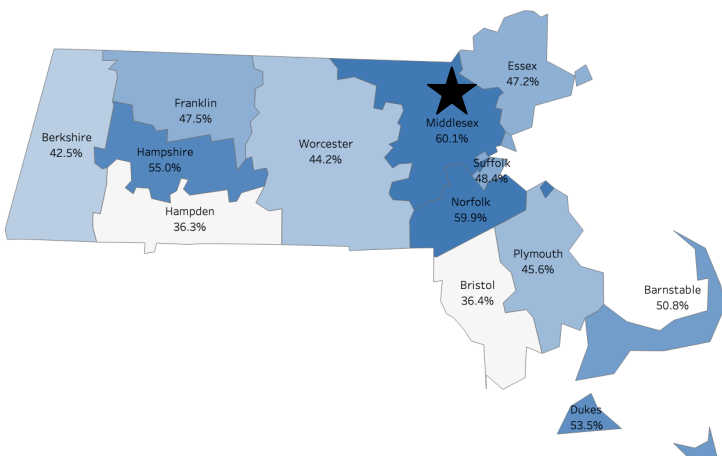 Essex
47.2%
Franklin
47.5%
Middlesex
60.1%
Berkshire
42.5%
Worcester
44.2%
Hampshire
55.0%
Suffolk
48.4%
Norfolk
59.9%
Hampden
36.3%
Plymouth
45.6%
Bristol
36.4%
Barnstable
50.8%
Dukes
53.5%